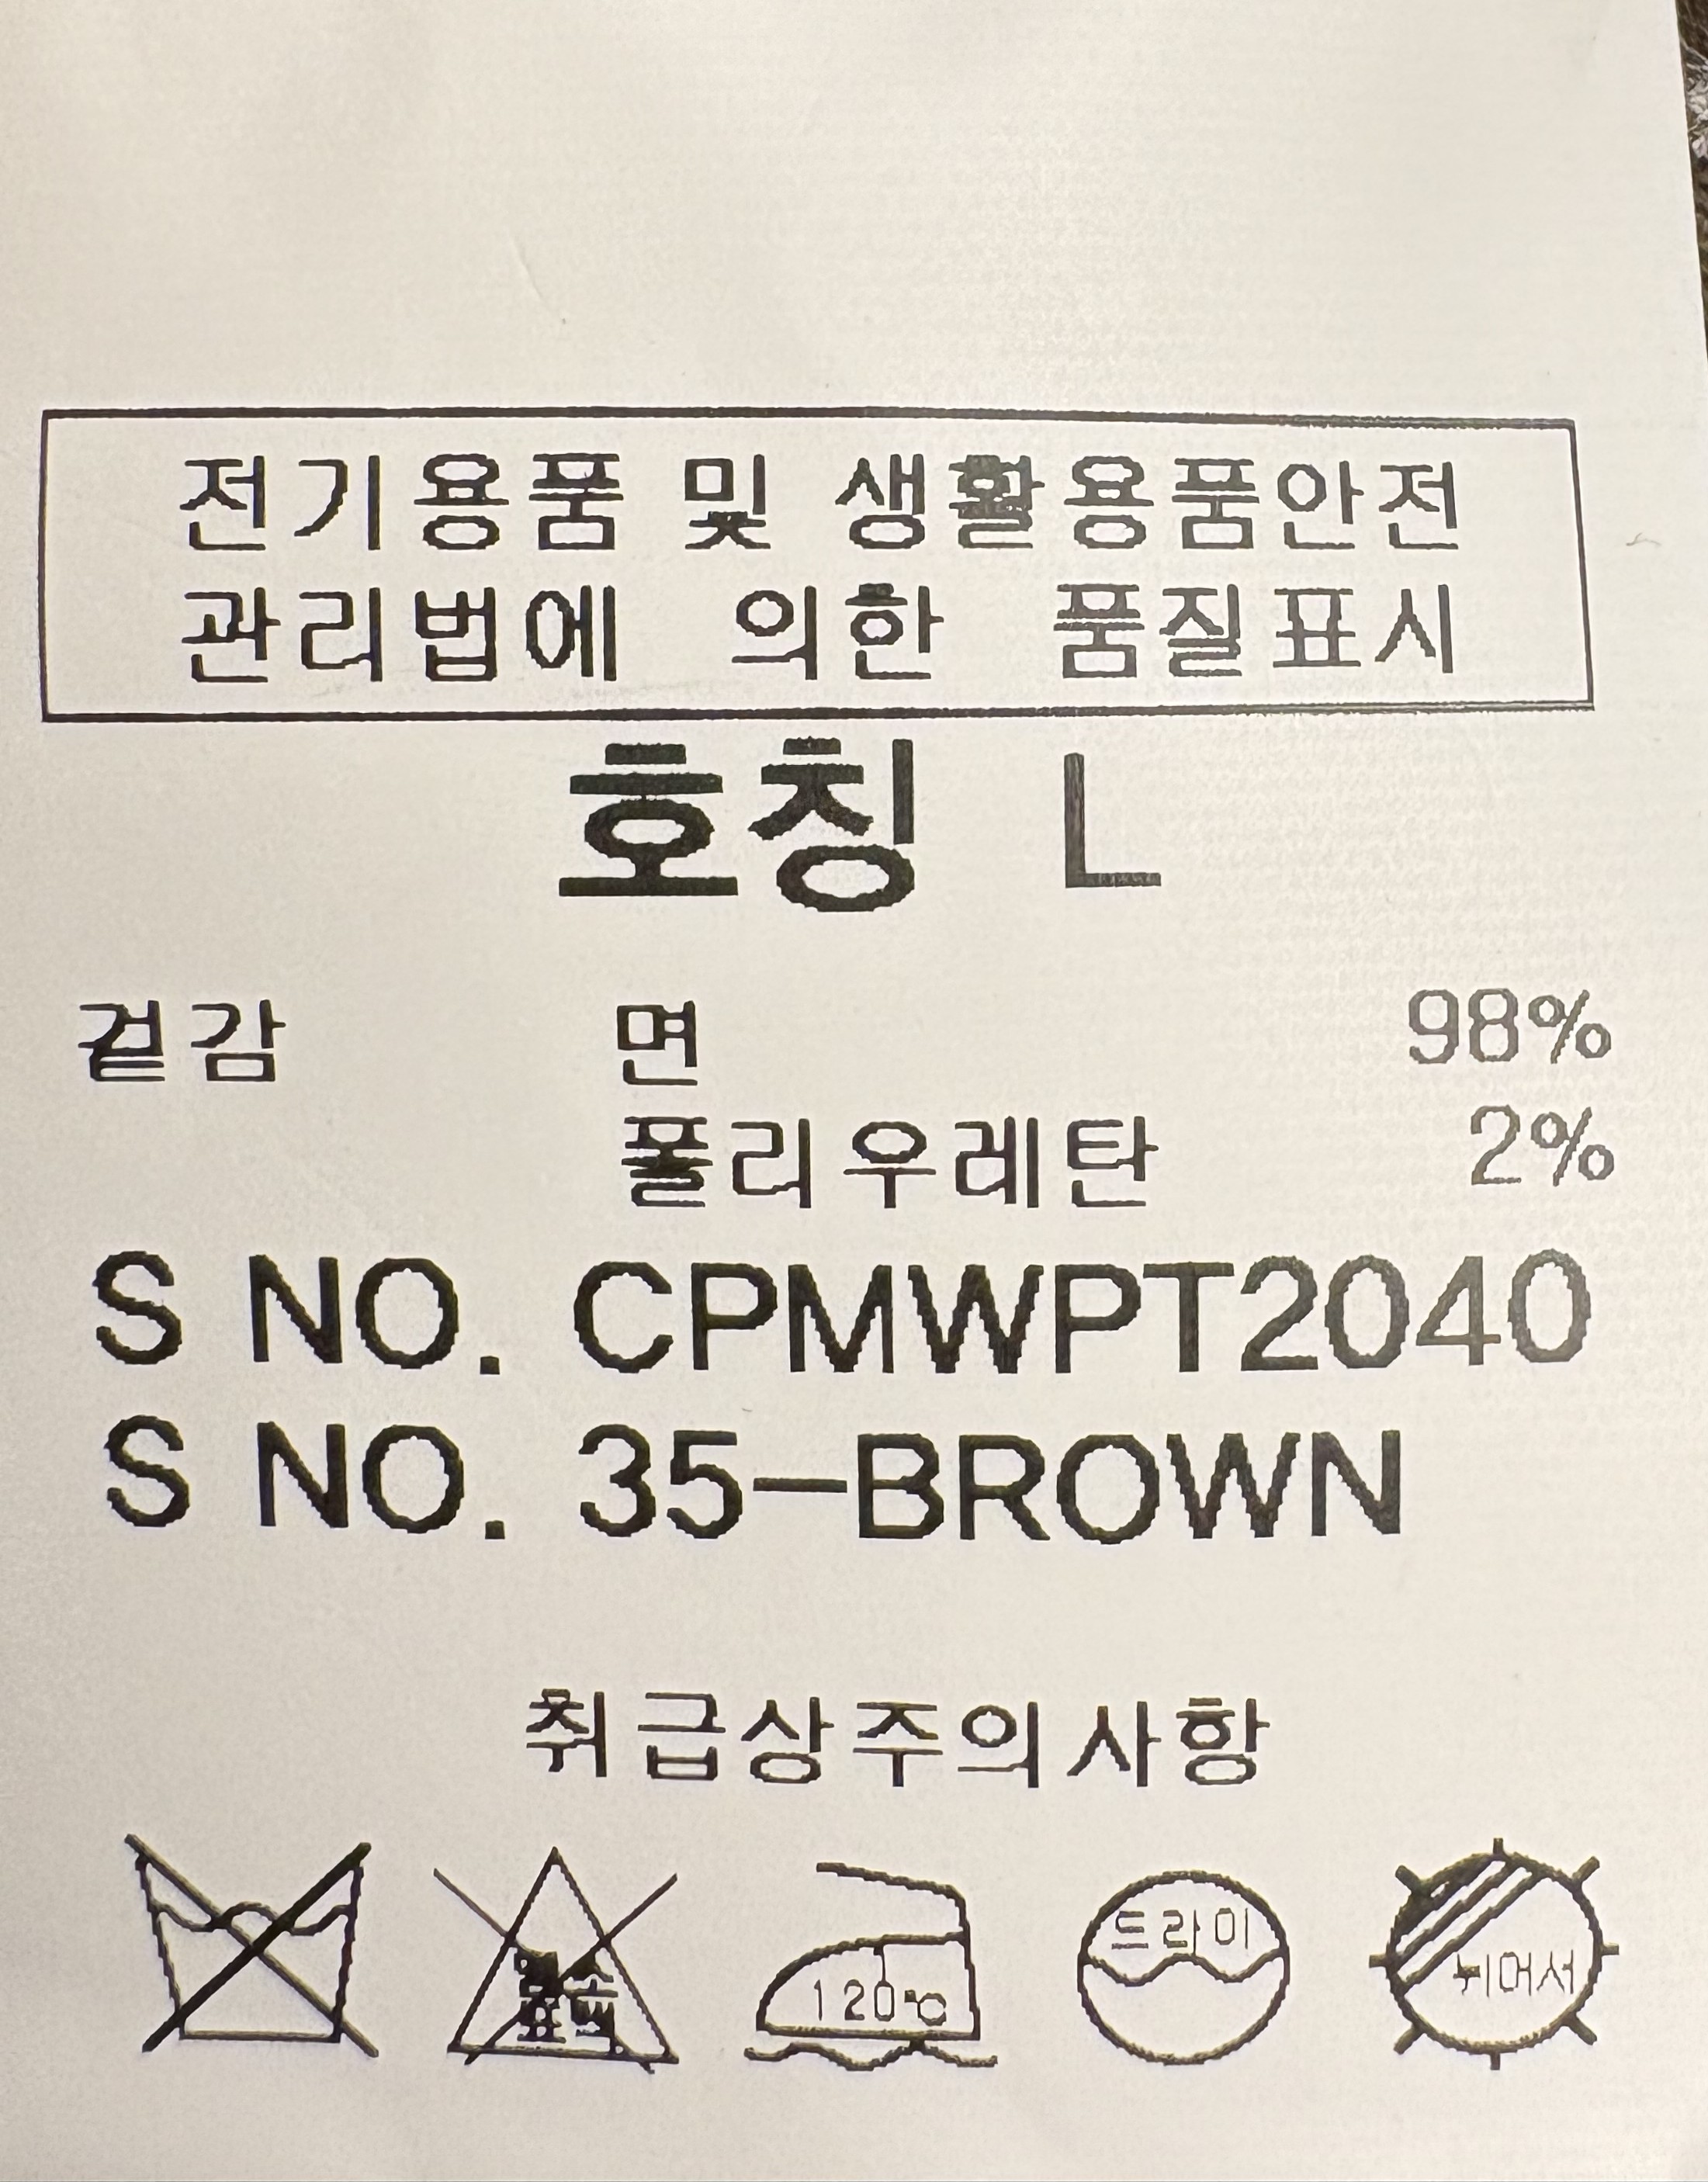 전기용품 및 생활용품안전
관리법에 의한 품질표시
호칭 L
겉감 면 98%
폴리우레탄 2%
S NO. CPMWPT2040
S NO. 35-BROWN
취급상주의사항
120℃
드라이
뉘어서